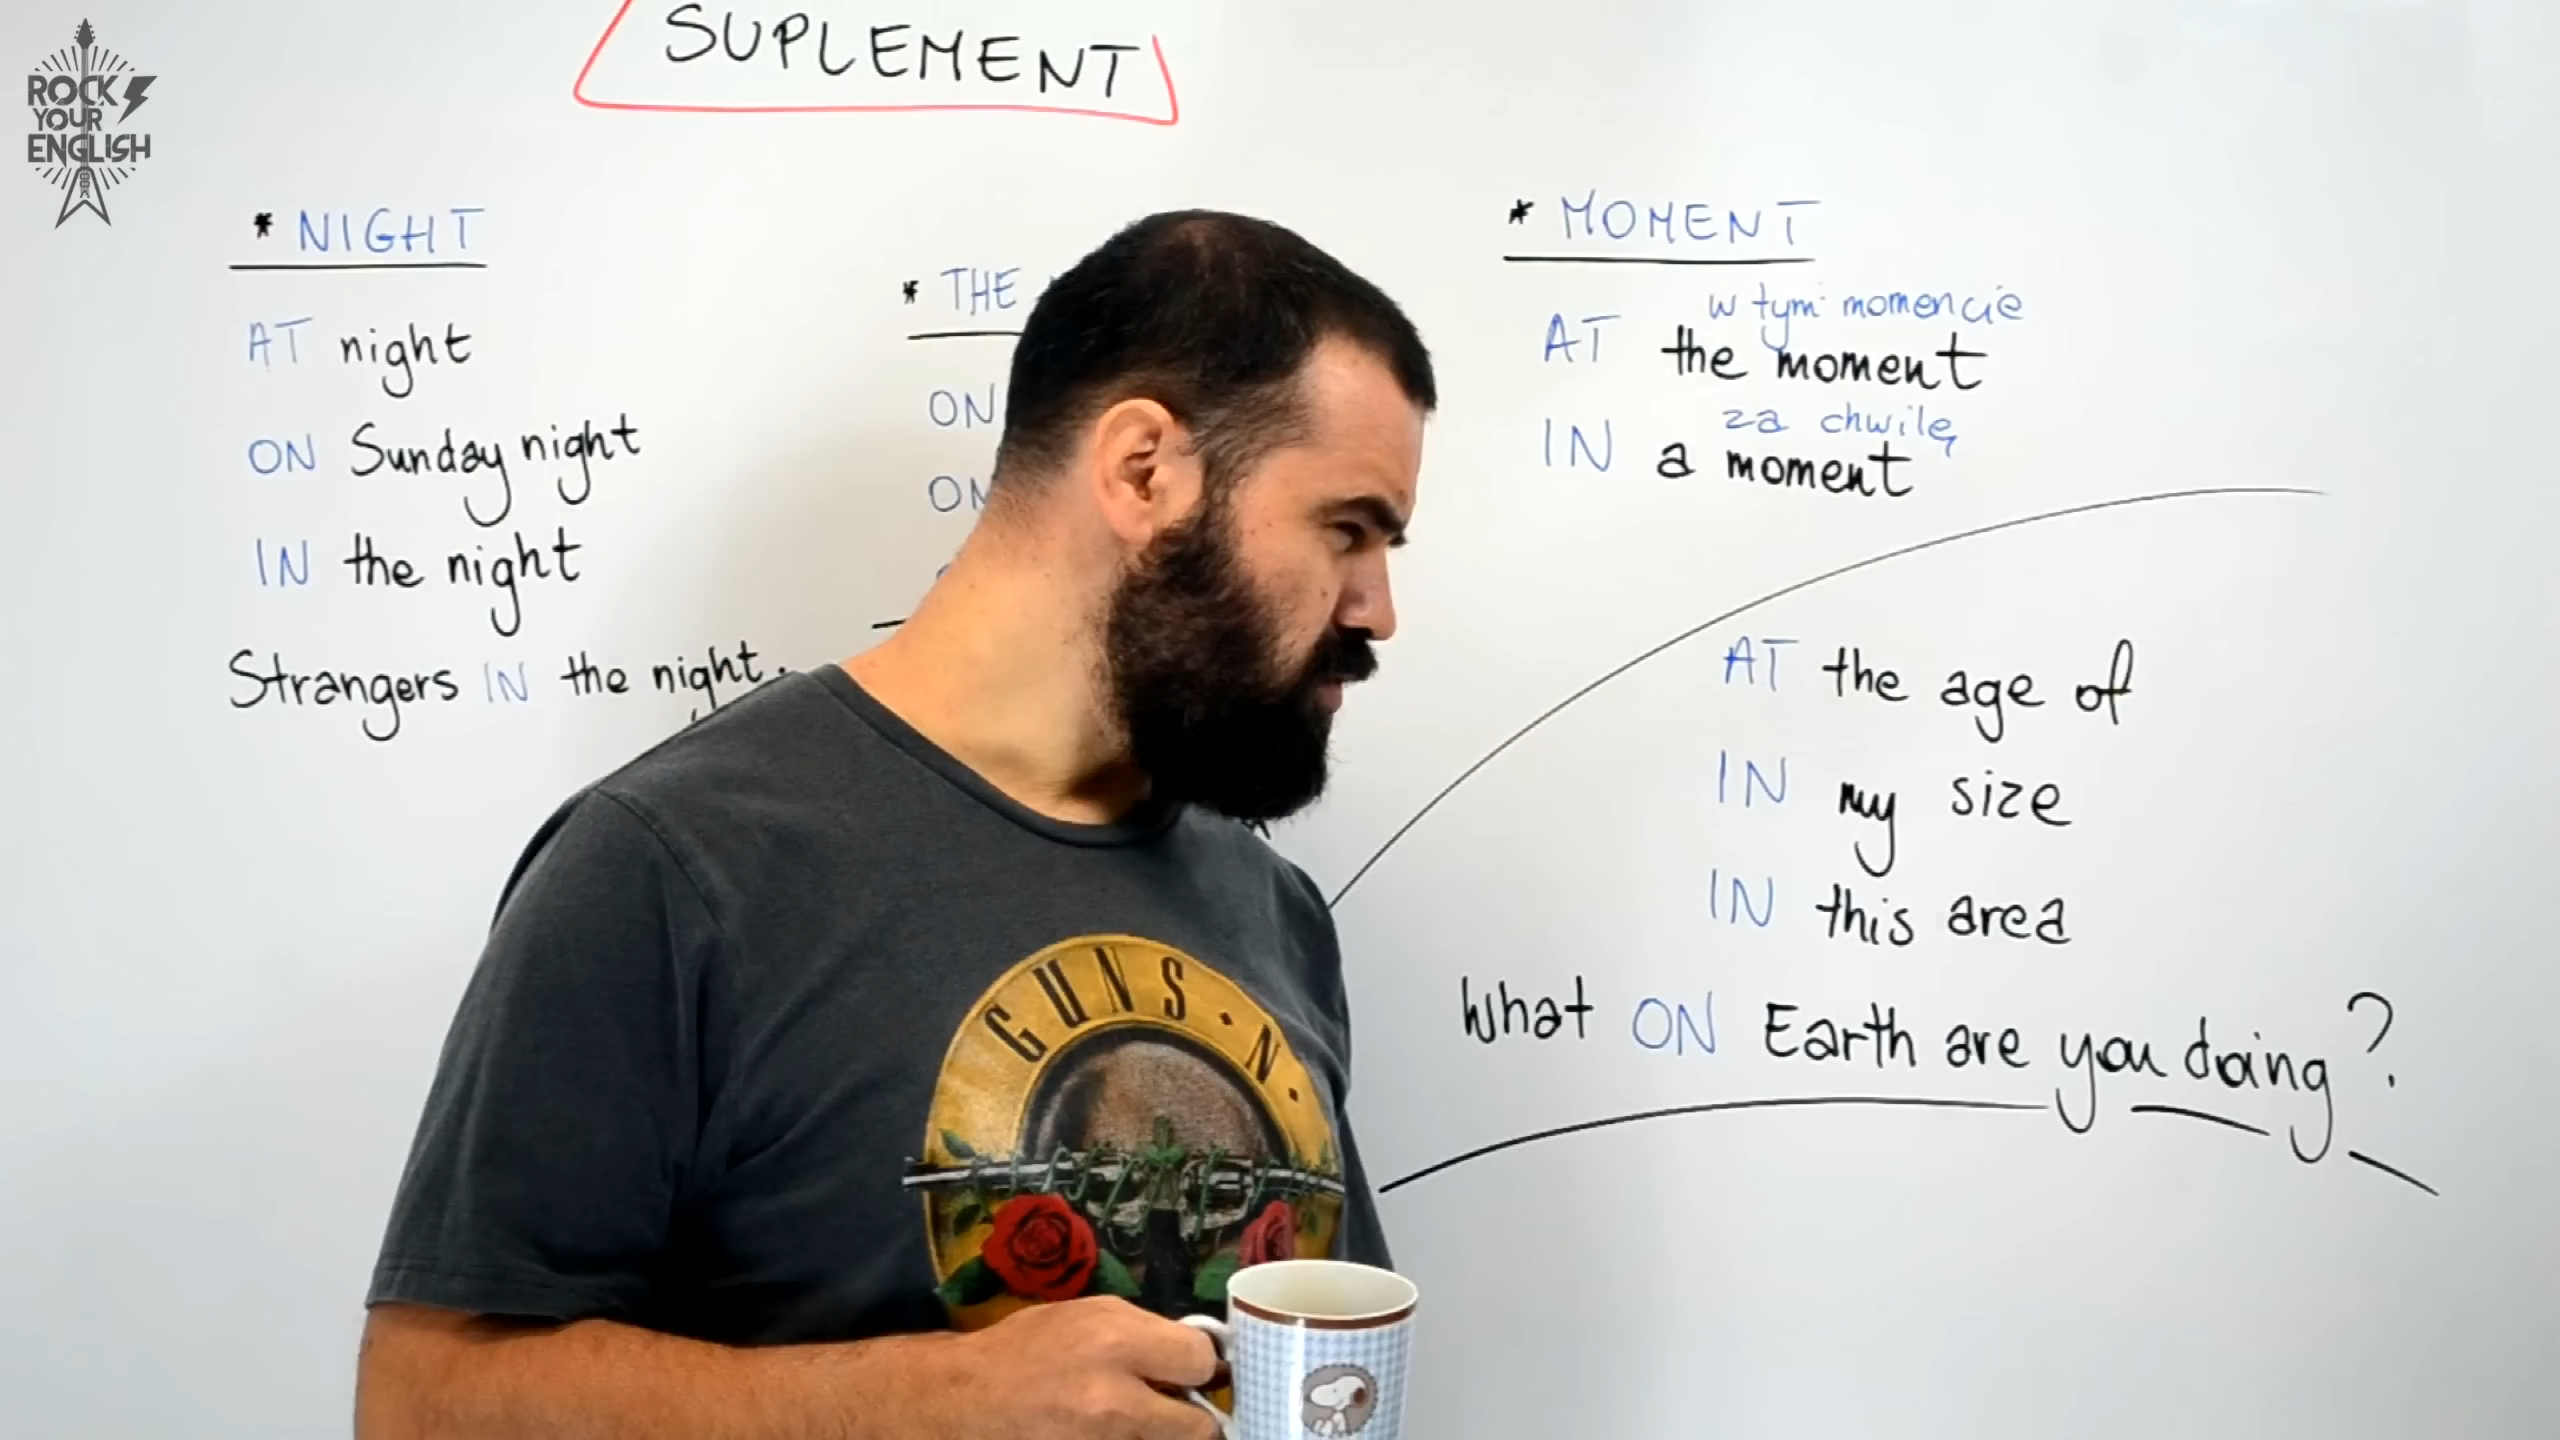 ROCK
YOUR
ENGLISH
SUPLEMENT
* NIGHT
AT night
ON Sunday night
IN the night
Strangers IN the night.
* THE
ON
ON
* MOMENT
w tym momencie
AT the moment
za chwilę
IN a moment
AT the age of
IN my size
IN this area
What ON Earth are you doing?
GUNS · N ·